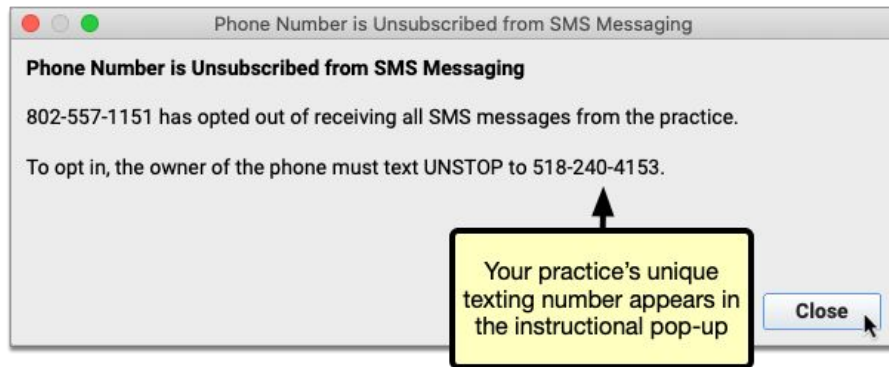 Phone Number is Unsubscribed from SMS Messaging
Phone Number is Unsubscribed from SMS Messaging
802-557-1151 has opted out of receiving all SMS messages from the practice.
To opt in, the owner of the phone must text UNSTOP to 518-240-4153.
Your practice's unique
texting number appears in
the instructional pop-up
Close